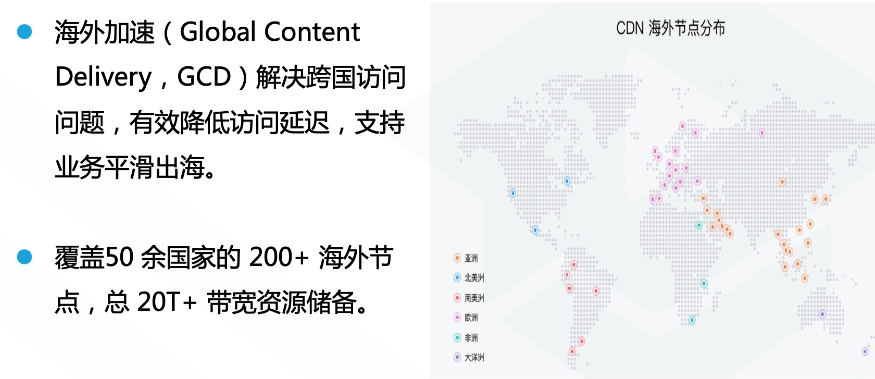 海外加速（Global Content
Delivery，GCD）解决跨国访问
问题，有效降低访问延迟，支持
业务平滑出海。
覆盖50 余国家的 200+ 海外节
点，总 20T+ 带宽资源储备。
CDN 海外节点分布
亚洲
北美洲
南美洲
欧洲
非洲
大洋洲